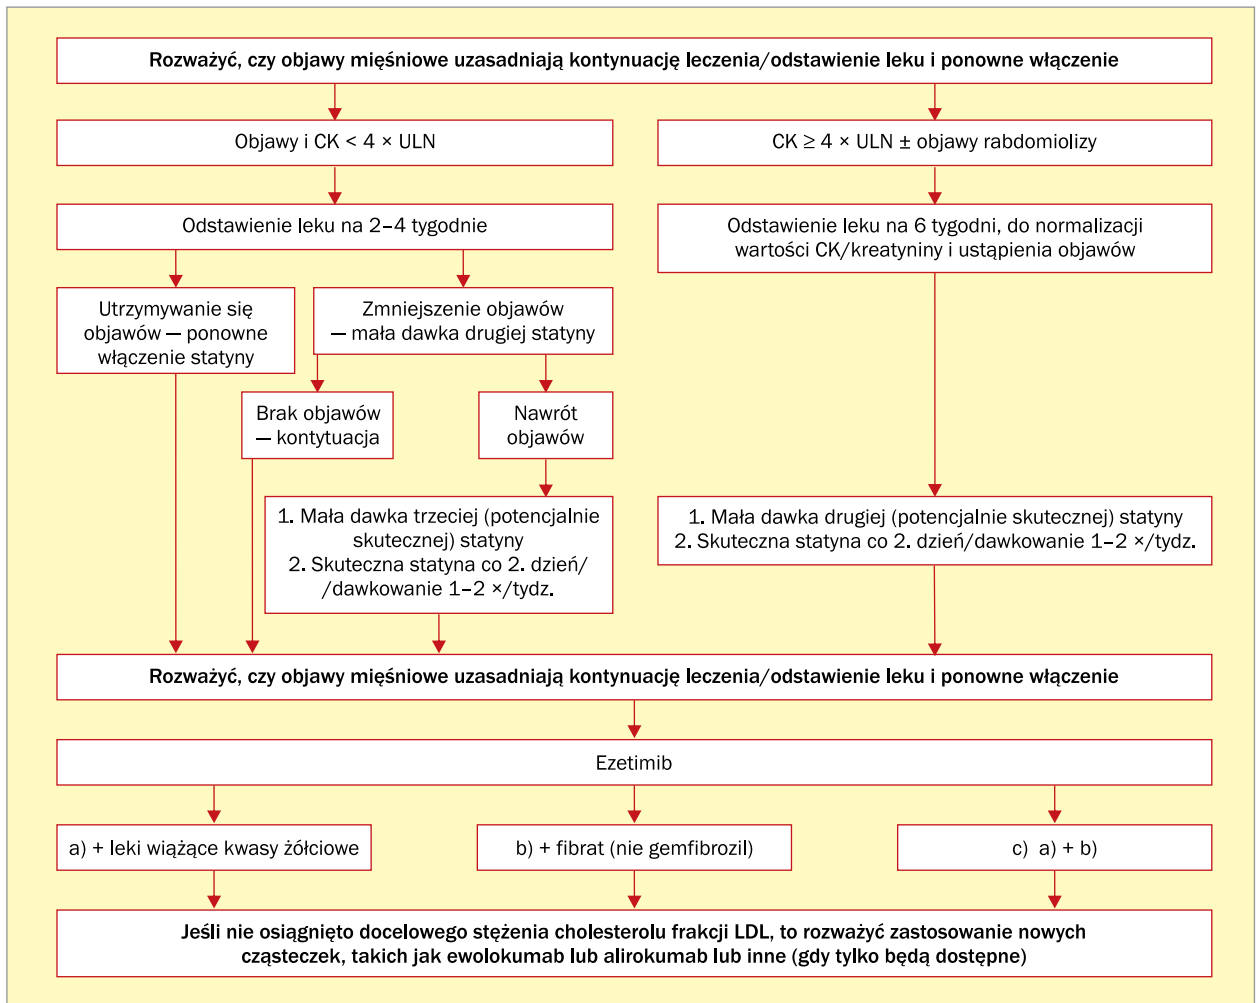 Rozważyć, czy objawy mięśniowe uzasadniają kontynuację leczenia/odstawienie leku i ponowne włączenie
Objawy i CK < 4 × ULN
CK ≥ 4 × ULN ± objawy rabdomiolizy
Odstawienie leku na 2–4 tygodnie
Odstawienie leku na 6 tygodni, do normalizacji
wartości CK/kreatyniny i ustąpienia objawów
Utrzymywanie się
objawów — ponowne
włączenie statyny
Zmniejszenie objawów
— mała dawka drugiej statyny
Brak objawów
— kontytuacja
Nawrót
objawów
1. Mała dawka trzeciej (potencjalnie
skutecznej) statyny
2. Skuteczna statyna co 2. dzień/
/dawkowanie 1–2 ×/tydz.
1. Mała dawka drugiej (potencjalnie skutecznej) statyny
2. Skuteczna statyna co 2. dzień/dawkowanie 1–2 ×/tydz.
Rozważyć, czy objawy mięśniowe uzasadniają kontynuację leczenia/odstawienie leku i ponowne włączenie
Ezetimib
a) + leki wiążące kwasy żółciowe
b) + fibrat (nie gemfibrozil)
c) a) + b)
Jeśli nie osiągnięto docelowego stężenia cholesterolu frakcji LDL, to rozważyć zastosowanie nowych
cząsteczek, takich jak ewolokumab lub alirokumab lub inne (gdy tylko będą dostępne)